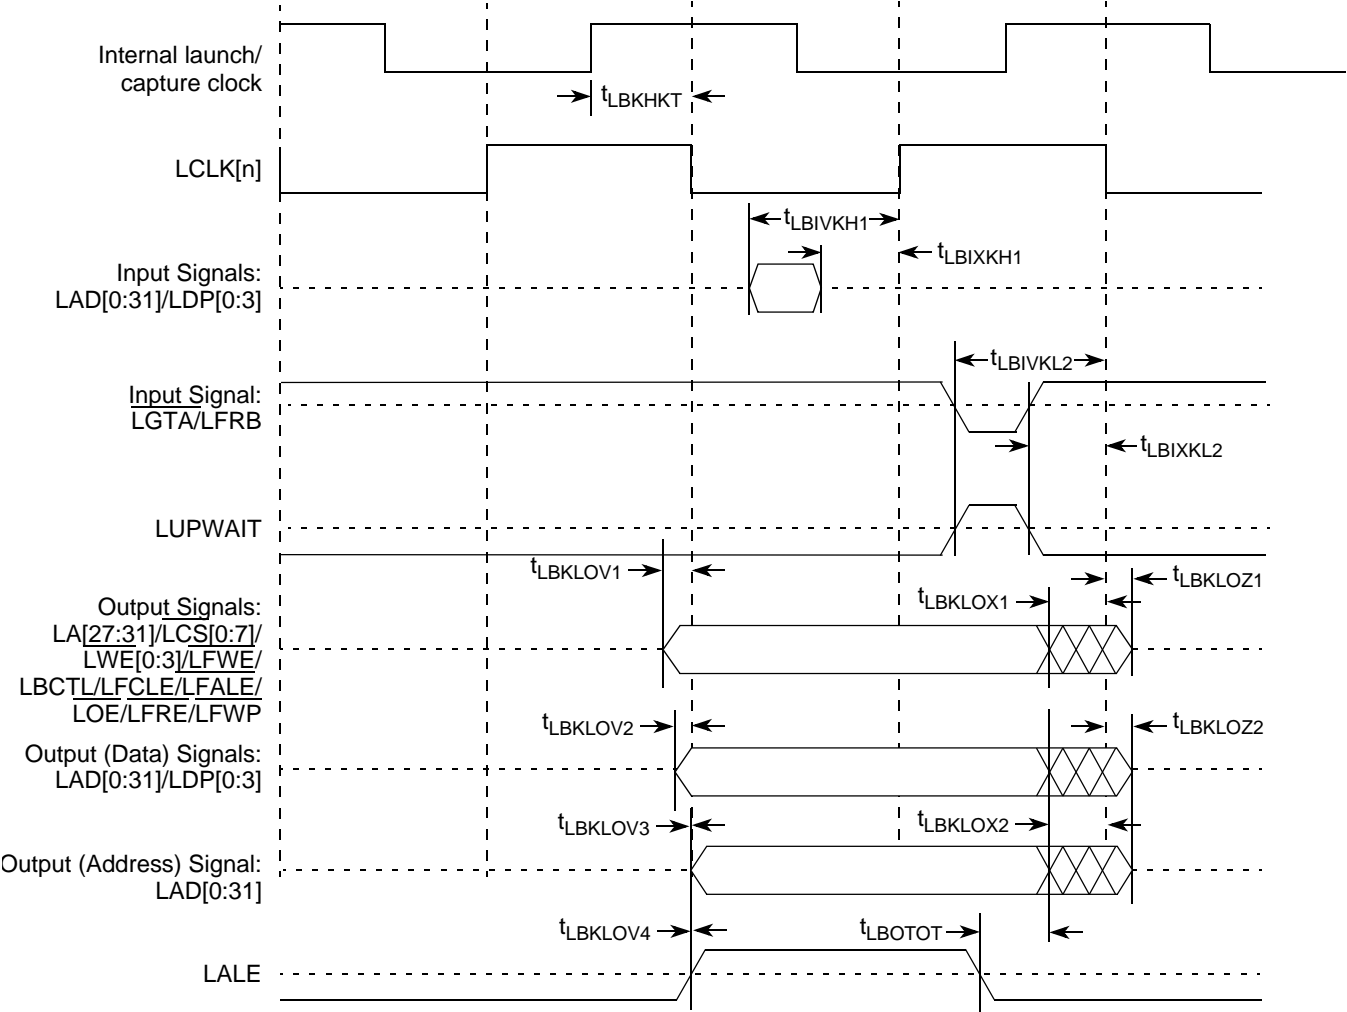 Internal launch/
capture clock
tLBKHKT
LCLK[n]
tLBIVKH1
tLBIXKH1
Input Signals:
LAD[0:31]/LDP[0:3]
tLBIVKL2
Input Signal:
LGTA/LFRB
tLBIXKL2
LUPWAIT
tLBKLOV1
tLBKLOZ1
tLBKLOX1
Output Signals:
LA[27:31]/LCS[0:7]/
LWE[0:3]/LFWE/
LBCTL/LFCLE/LFALE/
LOE/LFRE/LFWP
tLBKLOV2
tLBKLOZ2
Output (Data) Signals:
LAD[0:31]/LDP[0:3]
tLBKLOV3
tLBKLOX2
Output (Address) Signal:
LAD[0:31]
tLBKLOV4
tLBOTOT
LALE